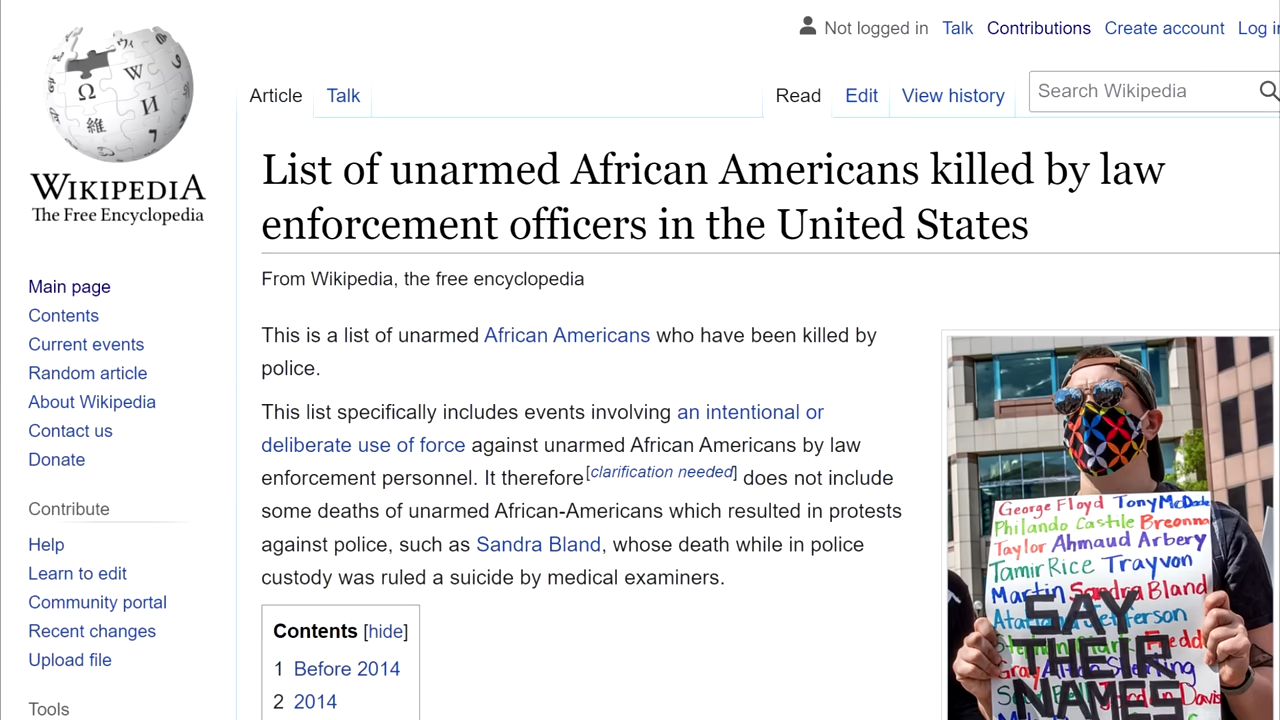 Not logged in Talk Contributions Create account Log in
Article Talk Read Edit View history Search Wikipedia
WIKIPEDIA
The Free Encyclopedia
Main page
Contents
Current events
Random article
About Wikipedia
Contact us
Donate
Contribute
Help
Learn to edit
Community portal
Recent changes
Upload file
Tools
List of unarmed African Americans killed by law
enforcement officers in the United States
From Wikipedia, the free encyclopedia
This is a list of unarmed African Americans who have been killed by
police.
This list specifically includes events involving an intentional or
deliberate use of force against unarmed African Americans by law
enforcement personnel. It therefore[clarification needed] does not include
some deaths of unarmed African-Americans which resulted in protests
against police, such as Sandra Bland, whose death while in police
custody was ruled a suicide by medical examiners.
Contents [hide]
1 Before 2014
2 2014
George Floyd Tony McDade
Philando Castile Breonna
Taylor Ahmaud Arbery
Tamir Rice Trayvon
Martin Sandra Bland
SAY
THEIR
NAMES